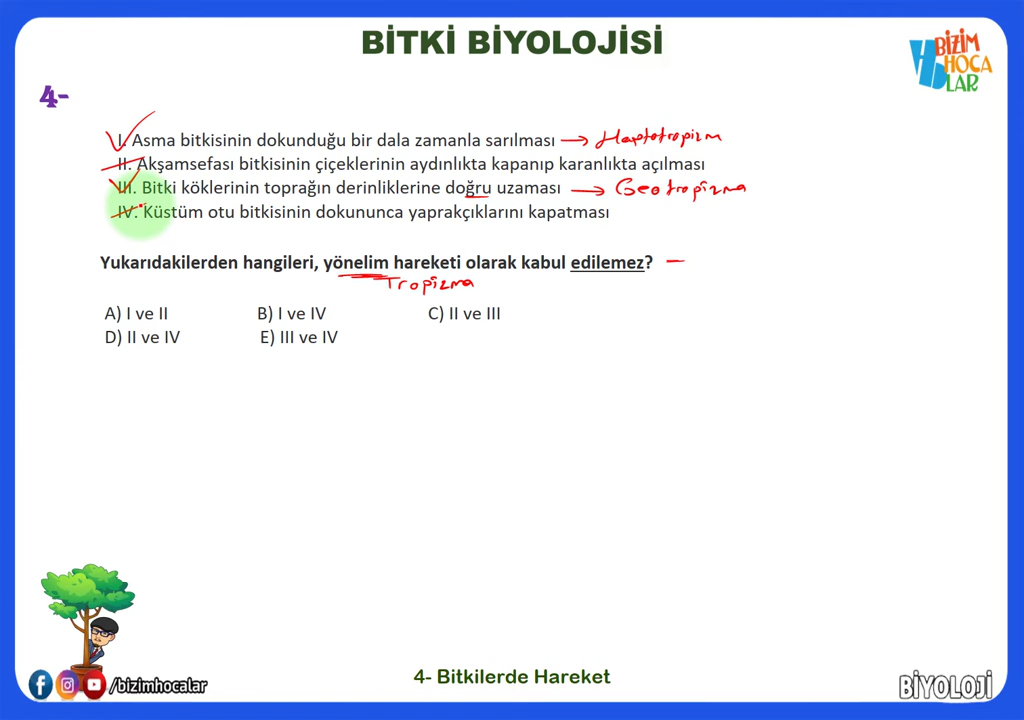 BİTKİ BİYOLOJİSİ
BİZİM
HOCA
LAR
4-
I. Asma bitkisinin dokunduğu bir dala zamanla sarılması → Haptotropizm
II. Akşamsefası bitkisinin çiçeklerinin aydınlıkta kapanıp karanlıkta açılması
III. Bitki köklerinin toprağın derinliklerine doğru uzaması → Geotropizma
IV. Küstüm otu bitkisinin dokununca yaprakçıklarını kapatması
Yukarıdakilerden hangileri, yönelim hareketi olarak kabul edilemez? -
Tropizma
A) I ve II B) I ve IV C) II ve III
D) II ve IV E) III ve IV
/bizimhocalar
4- Bitkilerde Hareket
BİYOLOJİ